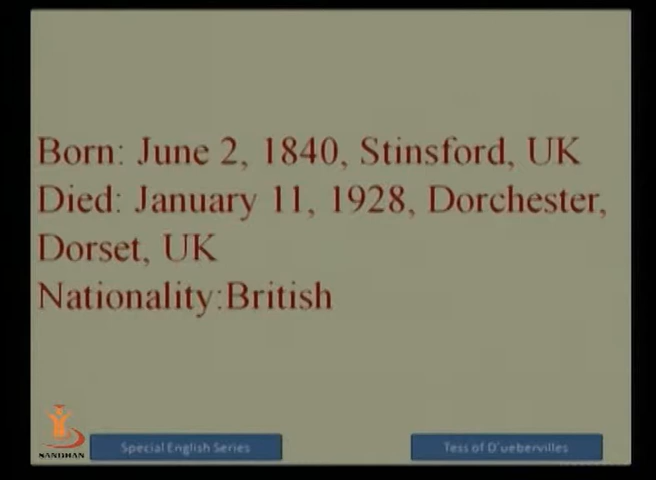 Born: June 2, 1840, Stinsford, UK
Died: January 11, 1928, Dorchester,
Dorset, UK
Nationality:British
SANDHAN
Special English Series
Tess of D'uebervilles